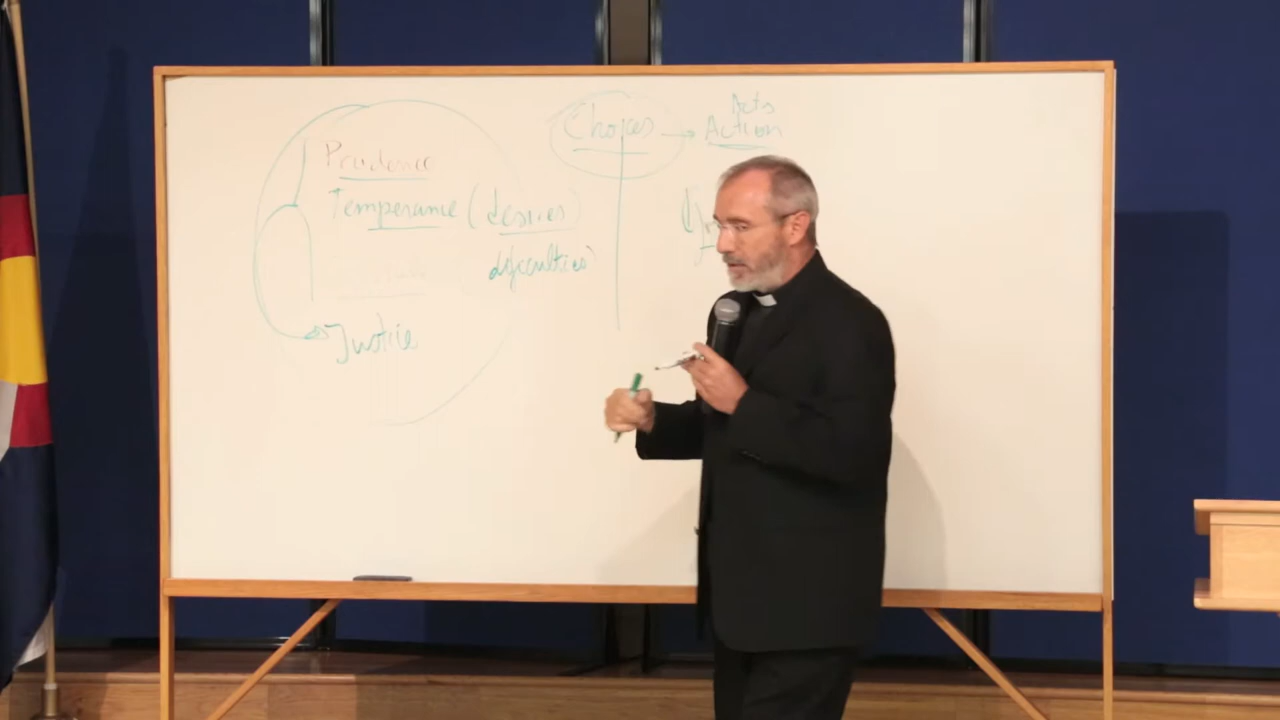 Prudence
Temperance (desires)
difficulties)
Justice
Choices → Acts
Action